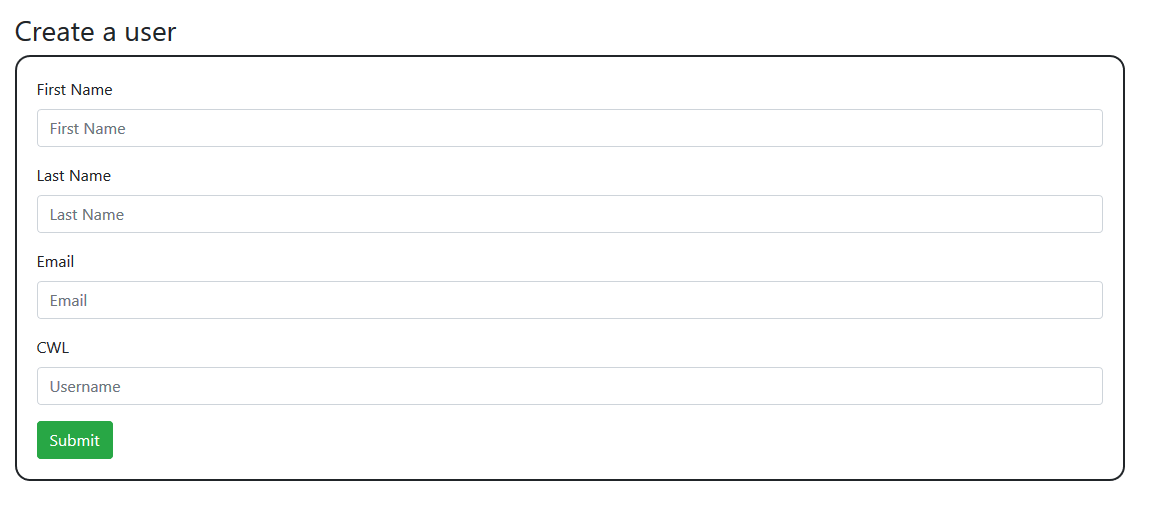 Create a user
First Name
First Name
Last Name
Last Name
Email
Email
CWL
Username
Submit